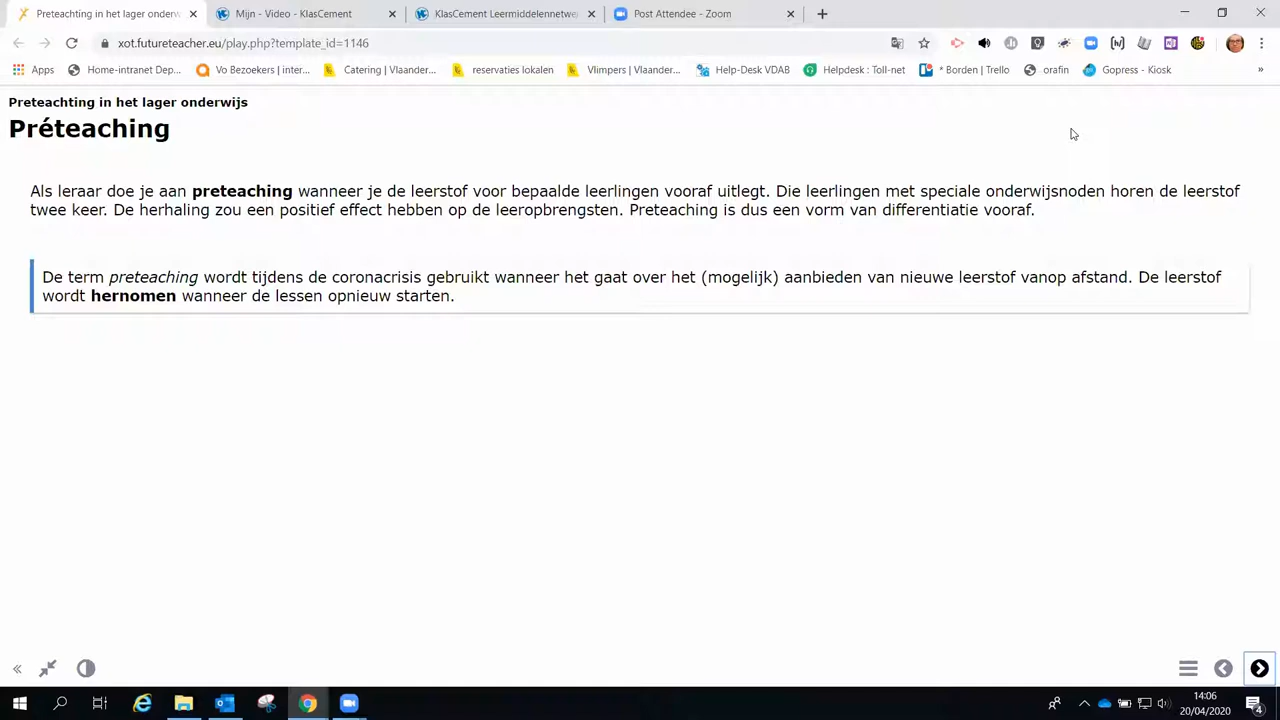 Preteachting in het lager onderw
Mijn - Video - KlasCement
KlasCement Leermiddelennetwe
Post Attendee - Zoom
xot.futureteacher.eu/play.php?template_id=1146
Apps
Home-intranet Dep...
Vo Bezoekers | inter...
Catering | Vlaander...
reservaties lokalen
Vlimpers | Vlaander...
Help-Desk VDAB
Helpdesk : Toll-net
* Borden | Trello
orafin
Gopress - Kiosk
»
Preteachting in het lager onderwijs
Préteaching
Als leraar doe je aan preteaching wanneer je de leerstof voor bepaalde leerlingen vooraf uitlegt. Die leerlingen met speciale onderwijsnoden horen de leerstof
twee keer. De herhaling zou een positief effect hebben op de leeropbrengsten. Preteaching is dus een vorm van differentiatie vooraf.
De term preteaching wordt tijdens de coronacrisis gebruikt wanneer het gaat over het (mogelijk) aanbieden van nieuwe leerstof vanop afstand. De leerstof
wordt hernomen wanneer de lessen opnieuw starten.
14:06
20/04/2020
4